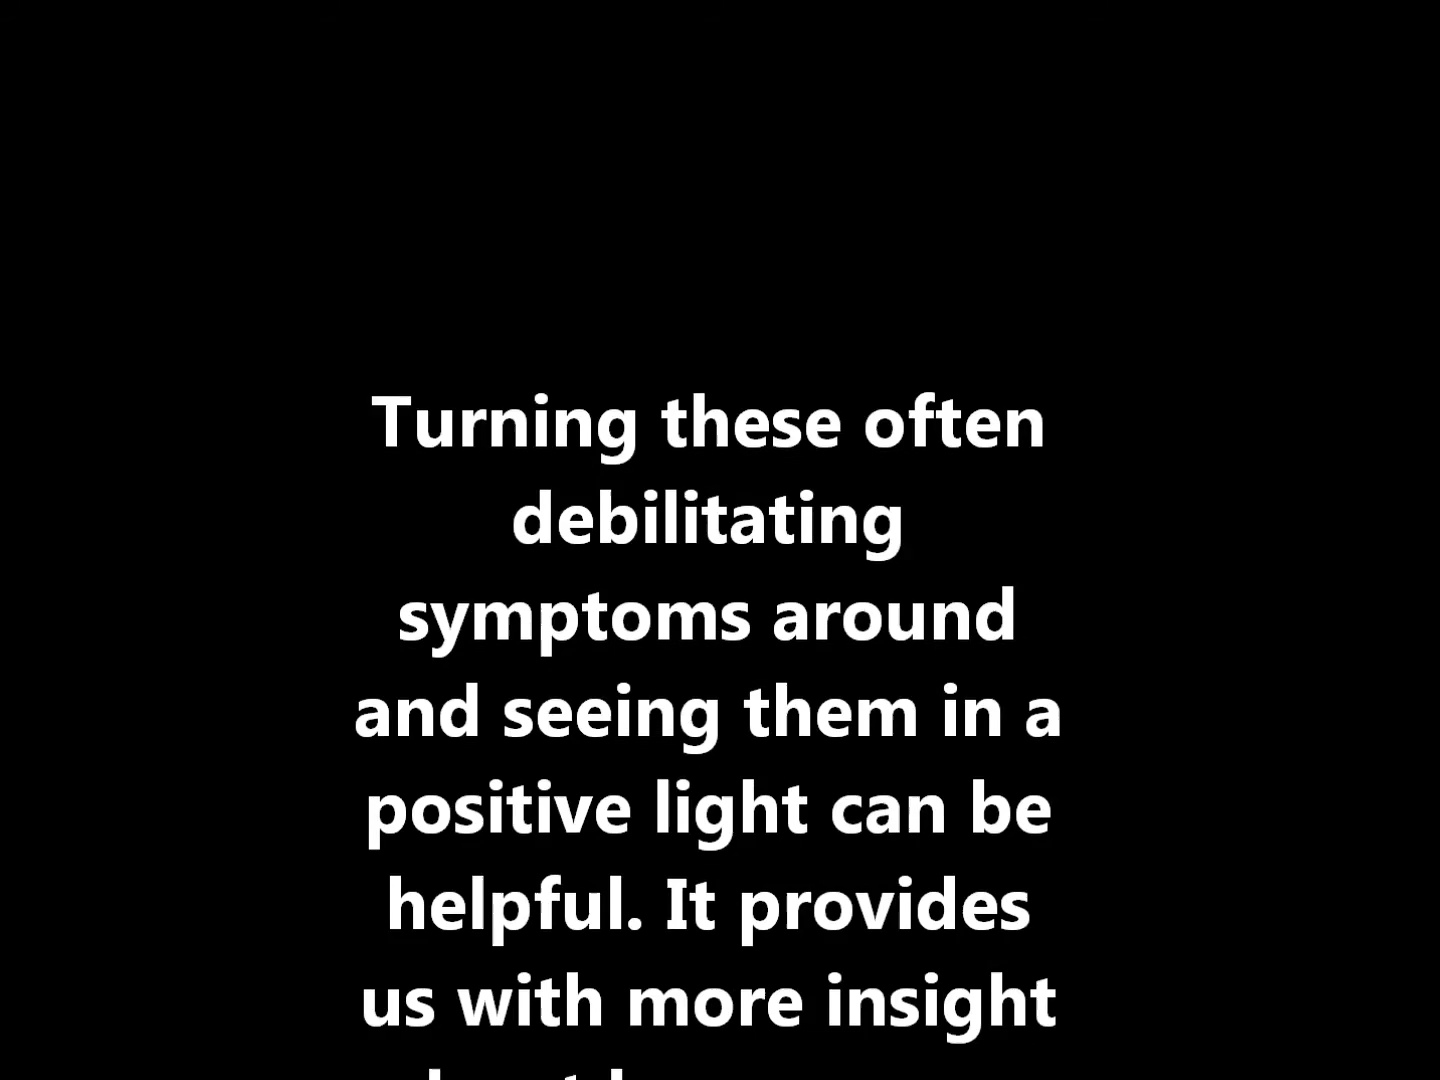 Turning these often
debilitating
symptoms around
and seeing them in a
positive light can be
helpful. It provides
us with more insight